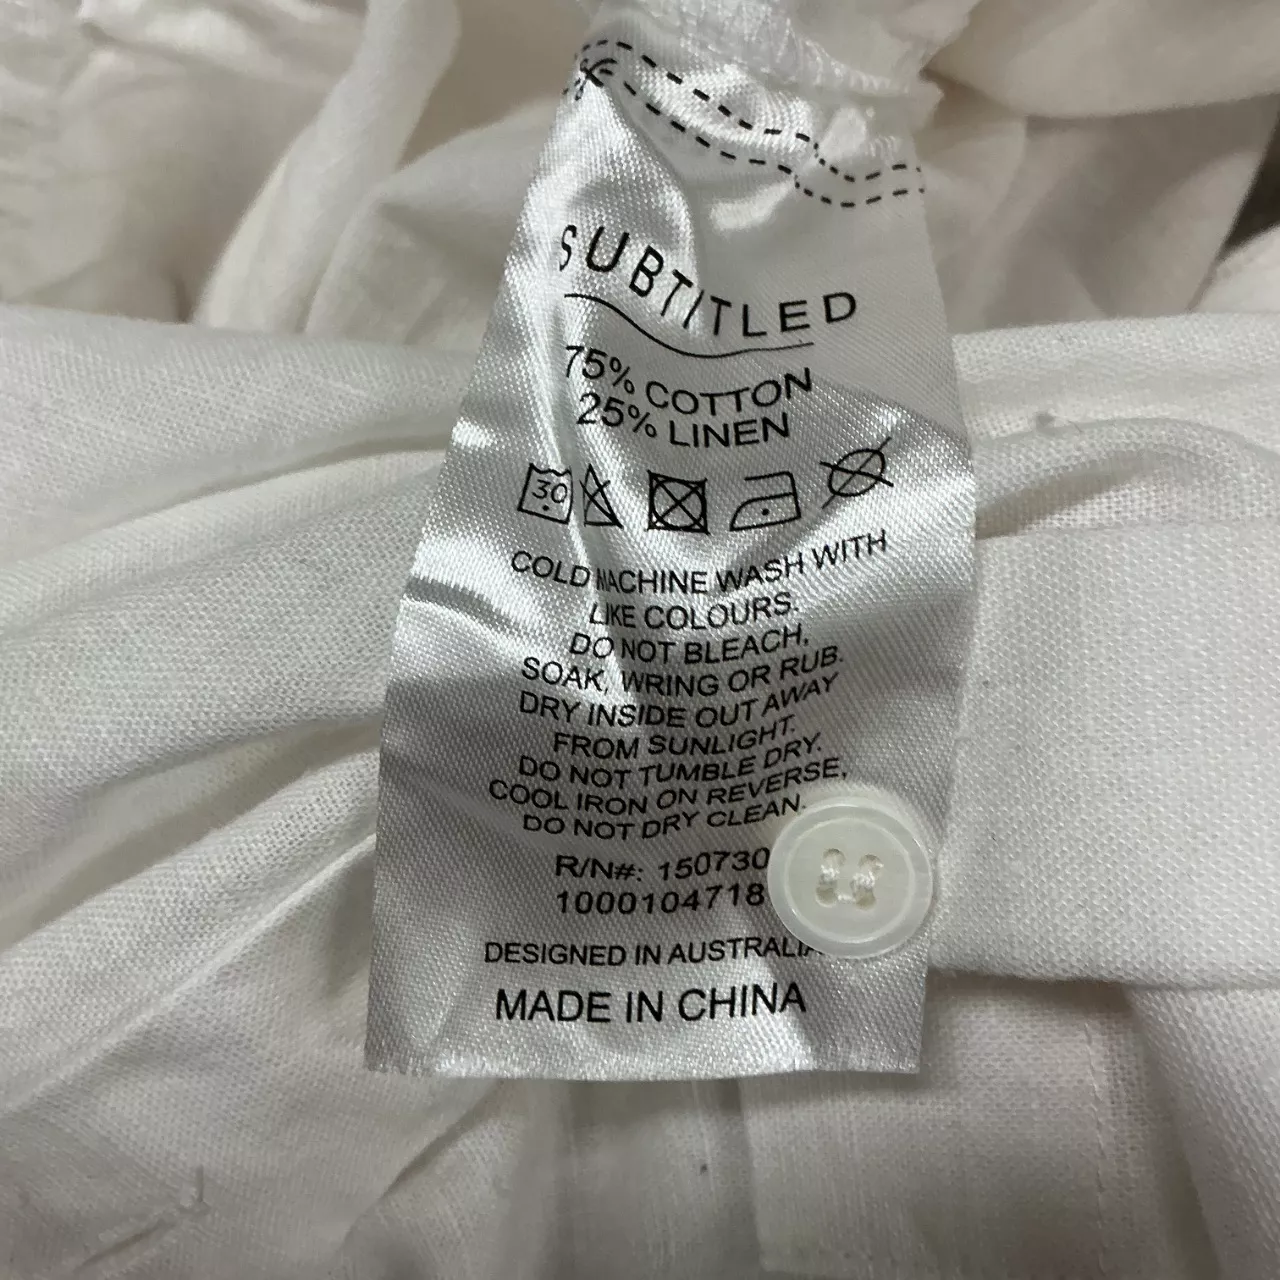 SUBTITLED
75% COTTON
25% LINEN
30
COLD MACHINE WASH WITH
LIKE COLOURS.
DO NOT BLEACH,
SOAK, WRING OR RUB.
DRY INSIDE OUT AWAY
FROM SUNLIGHT.
DO NOT TUMBLE DRY.
COOL IRON ON REVERSE,
DO NOT DRY CLEAN.
R/N#: 150730
1000104718
DESIGNED IN AUSTRALIA
MADE IN CHINA